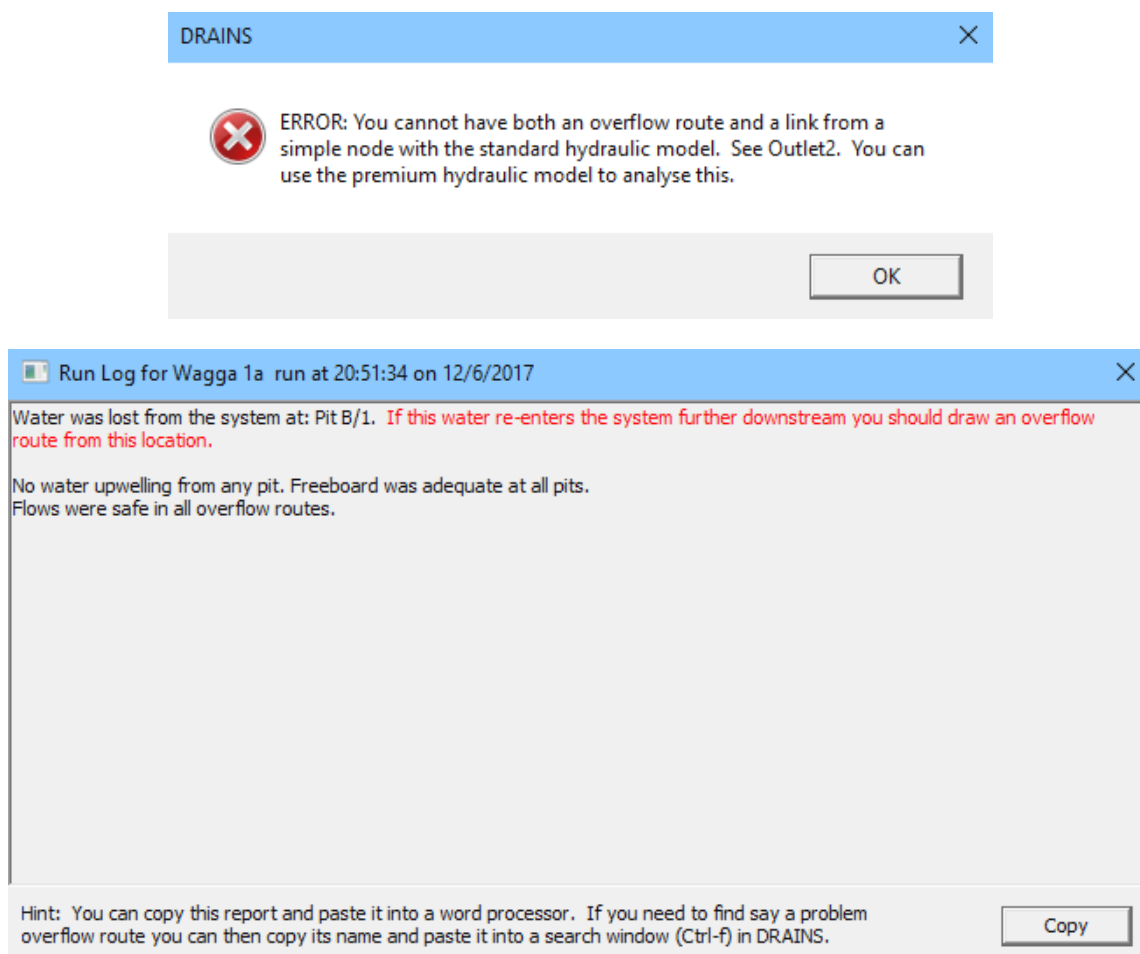 DRAINS
ERROR: You cannot have both an overflow route and a link from a
simple node with the standard hydraulic model.  See Outlet2.  You can
use the premium hydraulic model to analyse this.
OK
Run Log for Wagga 1a  run at 20:51:34 on 12/6/2017
Water was lost from the system at: Pit B/1.  If this water re-enters the system further downstream you should draw an overflow
route from this location.
No water upwelling from any pit. Freeboard was adequate at all pits.
Flows were safe in all overflow routes.
Hint:  You can copy this report and paste it into a word processor.  If you need to find say a problem
overflow route you can then copy its name and paste it into a search window (Ctrl-f) in DRAINS.
Copy